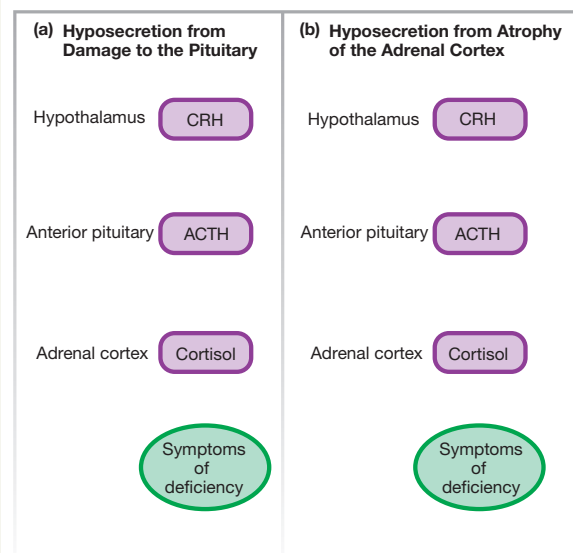 (a) Hyposecretion from
Damage to the Pituitary
Hypothalamus CRH
Anterior pituitary ACTH
Adrenal cortex Cortisol
Symptoms
of
deficiency
(b) Hyposecretion from Atrophy
of the Adrenal Cortex
Hypothalamus CRH
Anterior pituitary ACTH
Adrenal cortex Cortisol
Symptoms
of
deficiency